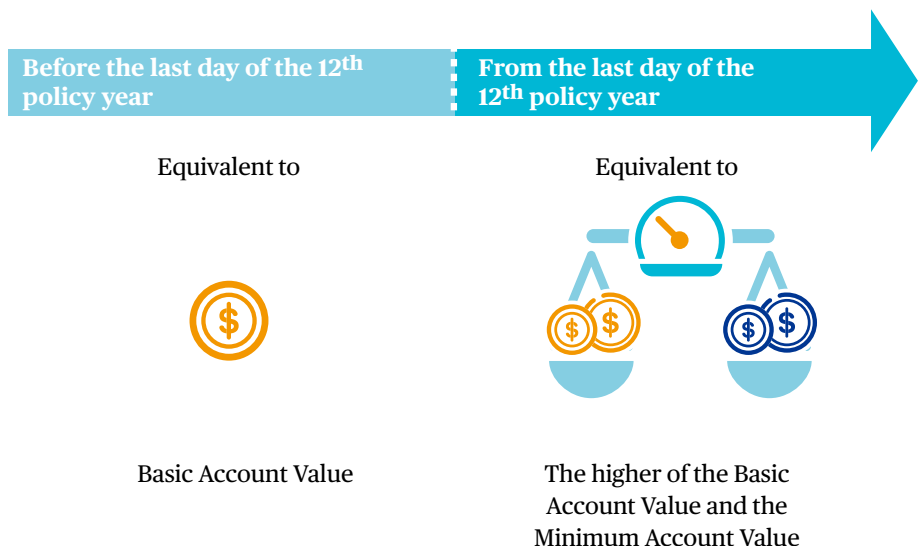 Before the last day of the 12th
policy year
From the last day of the
12th policy year
Equivalent to
Equivalent to
$
$ $
$ $
Basic Account Value
The higher of the Basic
Account Value and the
Minimum Account Value